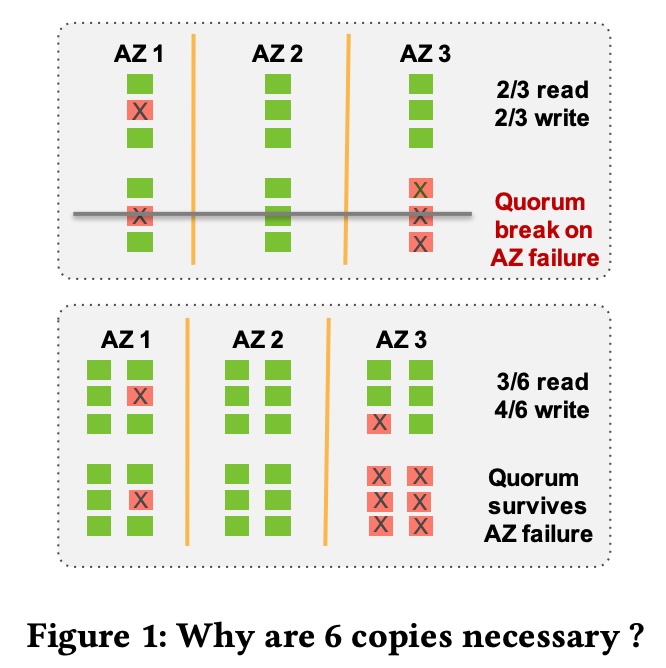 AZ 1 AZ 2 AZ 3
X
2/3 read
2/3 write
X
X X
X
Quorum
break on
AZ failure
AZ 1 AZ 2 AZ 3
X
X
3/6 read
4/6 write
X X
X X X
X X
Quorum
survives
AZ failure
Figure 1: Why are 6 copies necessary ?